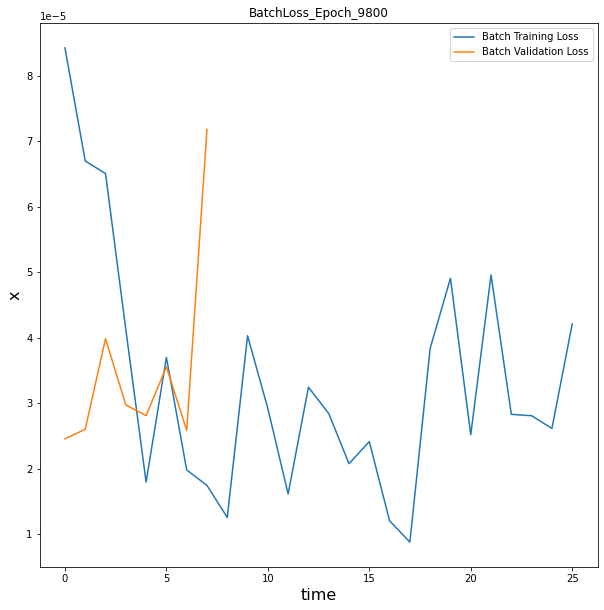 BatchLoss_Epoch_9800
1e−5
Batch Training Loss
Batch Validation Loss
8
7
6
5
4
3
2
1
x
0 5 10 15 20 25
time